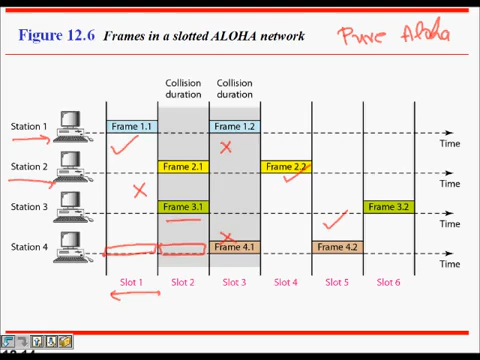 Figure 12.6 Frames in a slotted ALOHA network
Pure Aloha
Collision duration
Collision duration
Station 1
Frame 1.1
Frame 1.2
Time
Station 2
Frame 2.1
Frame 2.2
Time
Station 3
Frame 3.1
Frame 3.2
Time
Station 4
Frame 4.1
Frame 4.2
Time
Slot 1
Slot 2
Slot 3
Slot 4
Slot 5
Slot 6